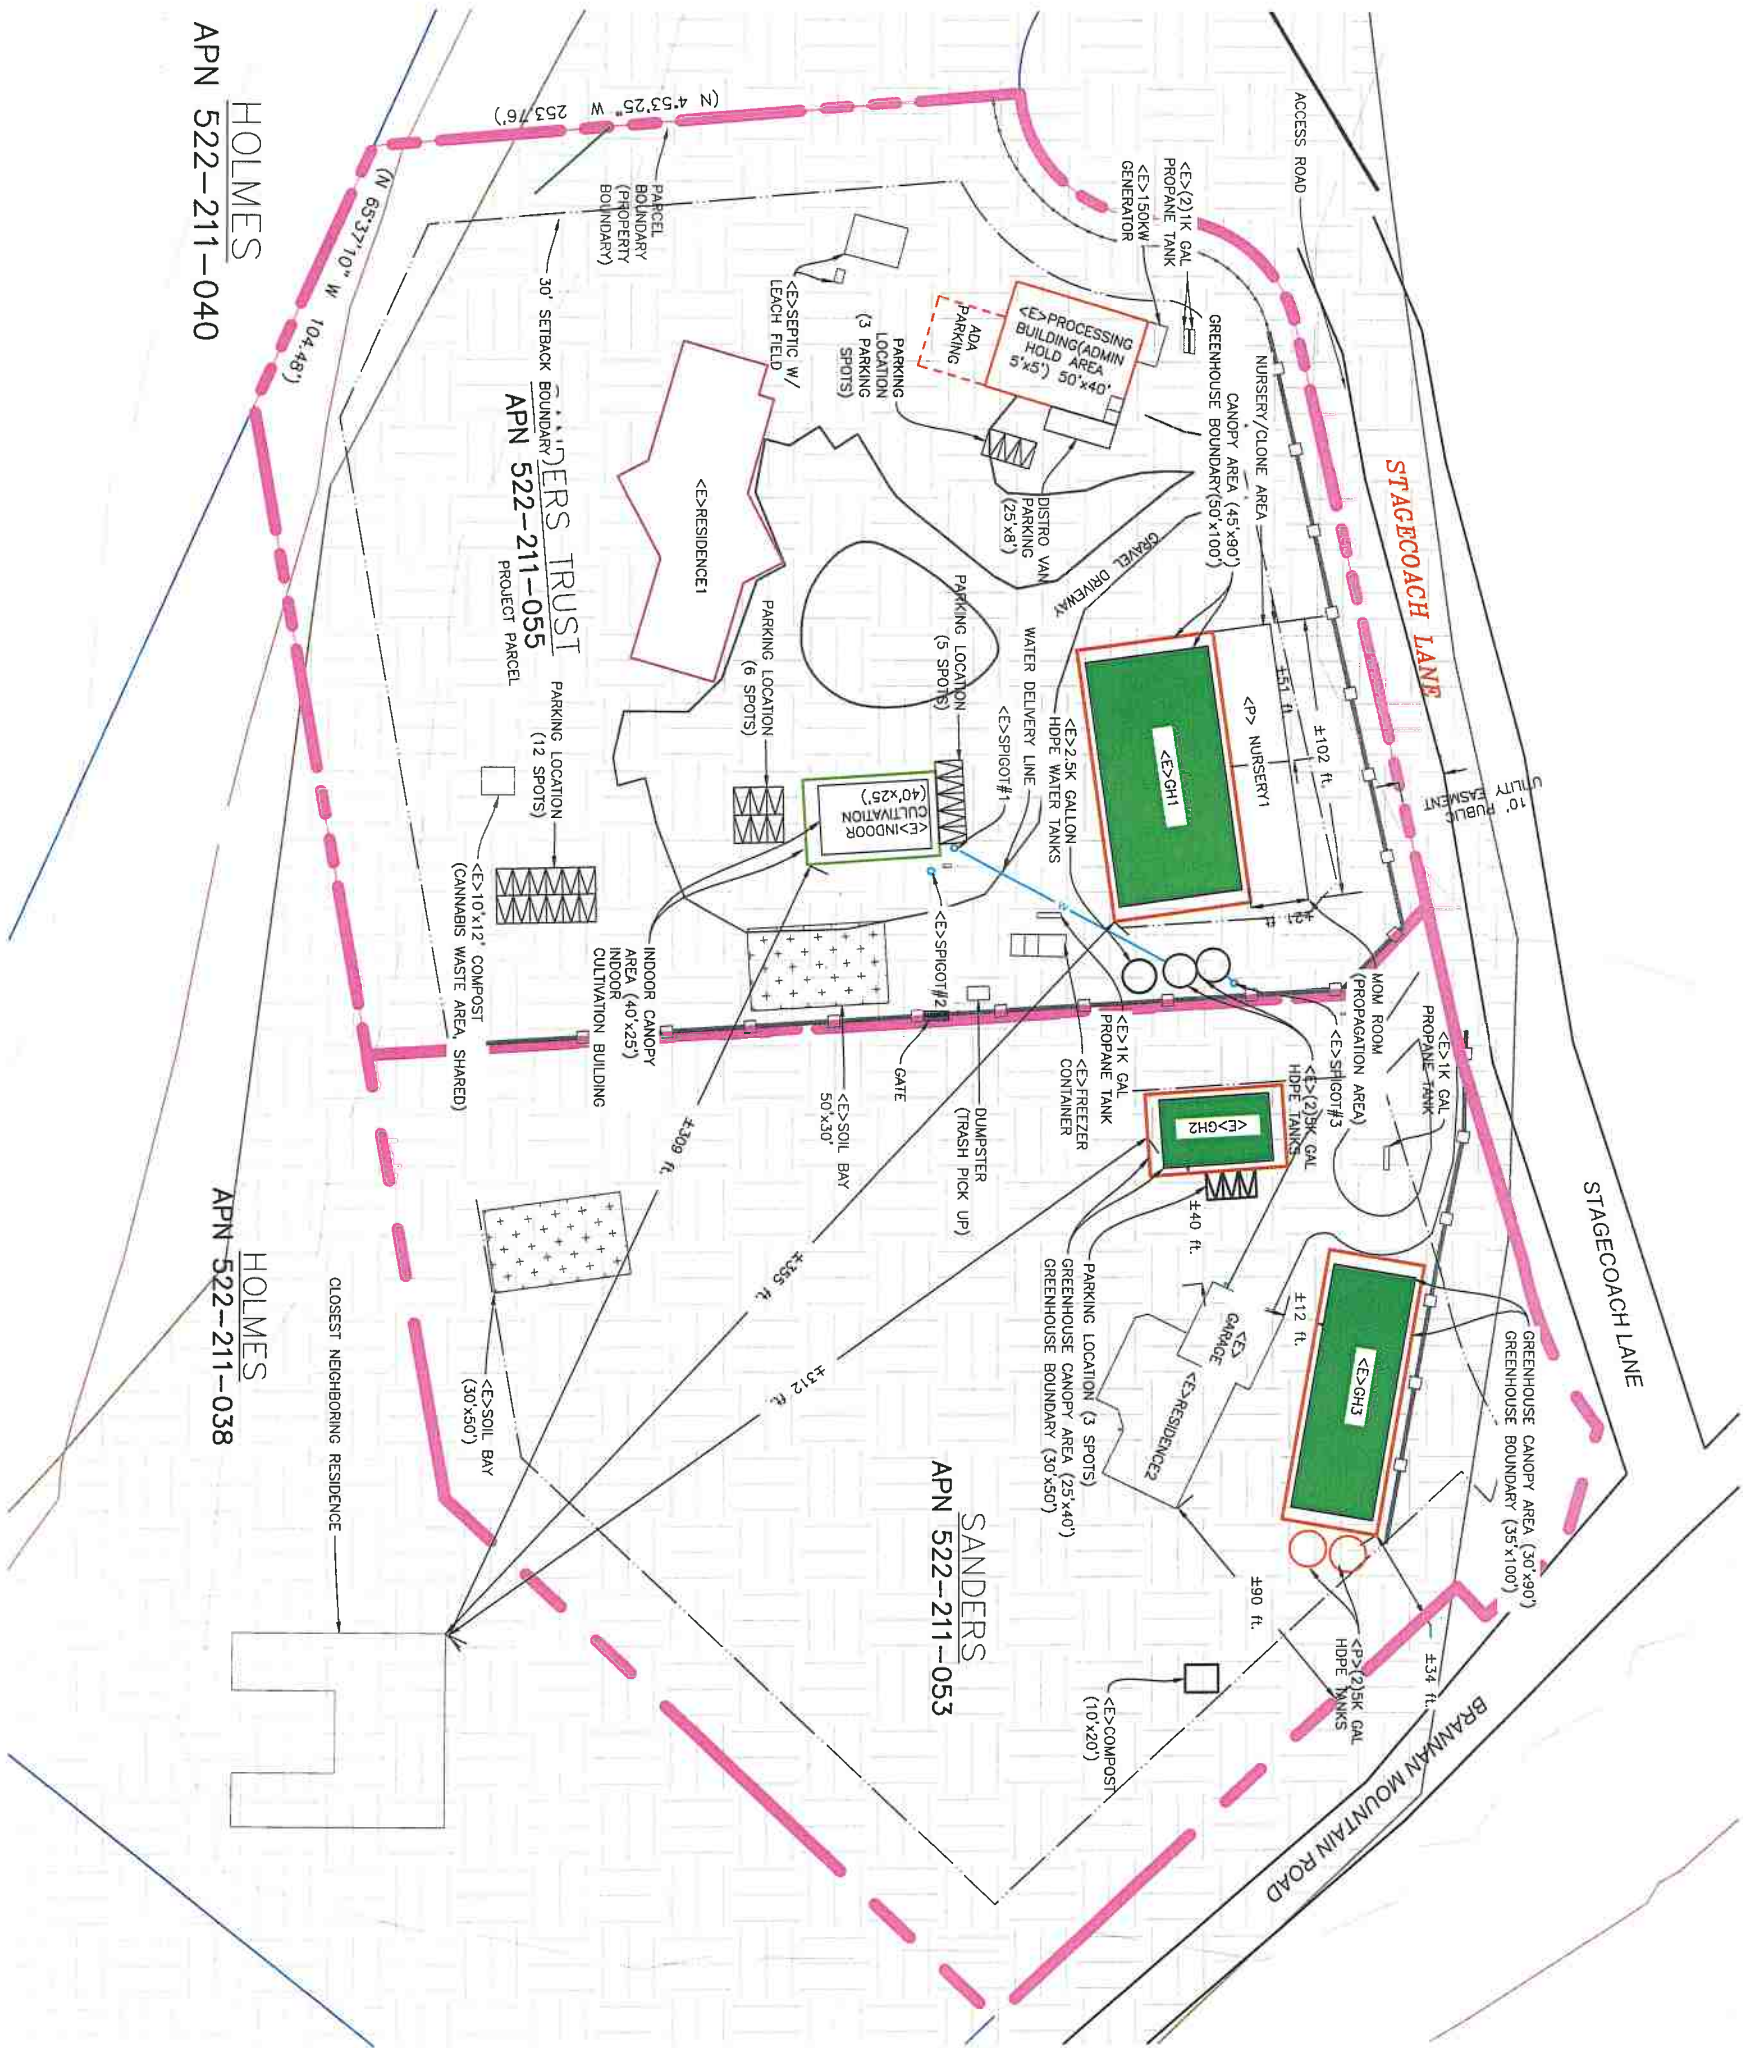 HOLMES
APN 522-211-040
(N 4°53'25" W 253.76')
(N 65°37'10" W 104.48')
PARCEL
BOUNDARY
(PROPERTY
BOUNDARY)
30' SETBACK BOUNDARY
DERS TRUST
APN 522-211-055
PROJECT PARCEL
ACCESS ROAD
<E>(2)1K GAL
PROPANE TANK
<E>150KW
GENERATOR
<E>PROCESSING
BUILDING(ADMIN
HOLD AREA
5'x5') 50'x40'
ADA
PARKING
<E>SEPTIC W/
LEACH FIELD
PARKING
LOCATION
(3 PARKING
SPOTS)
NURSERY/CLONE AREA
CANOPY AREA (45'x90')
GREENHOUSE BOUNDARY(50'x100')
DISTRO VAN
PARKING
(25'x8')
GRAVEL DRIVEWAY
STAGECOACH LANE
10' PUBLIC
UTILITY EASMENT
<E>RESIDENCE1
±51 ft.
±102 ft.
<P> NURSERY1
<E>GH1
±21 ft.
PARKING LOCATION
(5 SPOTS)
PARKING LOCATION
(6 SPOTS)
PARKING LOCATION
(12 SPOTS)
WATER DELIVERY LINE
<E>SPIGOT#1
<E>2.5K GALLON
HDPE WATER TANKS
W
<E>INDOOR
CULTIVATION
(40'x25')
<E>SPIGOT#2
<E>10'x12' COMPOST
(CANNABIS WASTE AREA, SHARED)
INDOOR CANOPY
AREA (40'x25')
INDOOR
CULTIVATION BUILDING
<E>SOIL BAY
50'x30'
GATE
DUMPSTER
(TRASH PICK UP)
<E>FREEZER
CONTAINER
<E>1K GAL
PROPANE TANK
<E>(2)5K GAL
HDPE TANKS
<E>SPIGOT#3
MOM ROOM
(PROPAGATION AREA)
<E>1K GAL
PROPANE TANK
<E>GH2
±40 ft.
PARKING LOCATION (3 SPOTS)
GREENHOUSE CANOPY AREA (25'x40')
GREENHOUSE BOUNDARY (30'x50')
<E>
GARAGE
<E>RESIDENCE2
±12 ft.
<E>GH3
GREENHOUSE CANOPY AREA (30'x90')
GREENHOUSE BOUNDARY (35'x100')
STAGECOACH LANE
±309 ft.
±355 ft.
±312 ft.
<E>SOIL BAY
(30'x50')
HOLMES
APN 522-211-038
CLOSEST NEIGHBORING RESIDENCE
SANDERS
APN 522-211-053
±90 ft.
±34 ft.
<P>(2)5K GAL
HDPE TANKS
<E>COMPOST
(10'x20')
BRANNAN MOUNTAIN ROAD